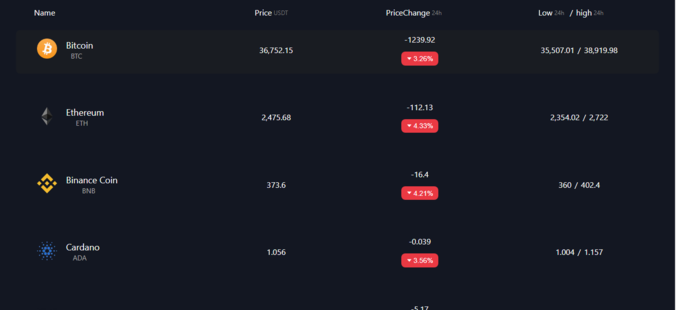 Name Price USDT PriceChange 24h Low 24h / high 24h
Bitcoin
BTC
36,752.15
-1239.92
3.26%
35,507.01 / 38,919.98
Ethereum
ETH
2,475.68
-112.13
4.33%
2,354.02 / 2,722
Binance Coin
BNB
373.6
-16.4
4.21%
360 / 402.4
Cardano
ADA
1.056
-0.039
3.56%
1.004 / 1.157
-5.17